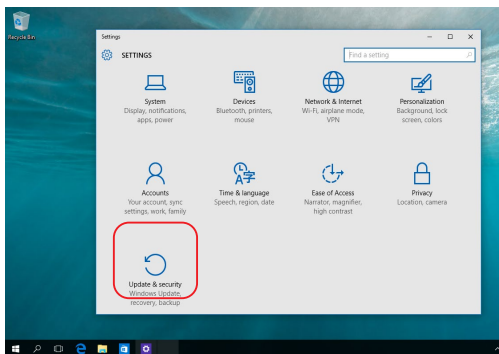 Recycle Bin
Settings
SETTINGS
Find a setting
System
Display, notifications,
apps, power
Devices
Bluetooth, printers,
mouse
Network & Internet
Wi-Fi, airplane mode,
VPN
Personalization
Background, lock
screen, colors
Accounts
Your account, sync
settings, work, family
Time & language
Speech, region, date
Ease of Access
Narrator, magnifier,
high contrast
Privacy
Location, camera
Update & security
Windows Update,
recovery, backup